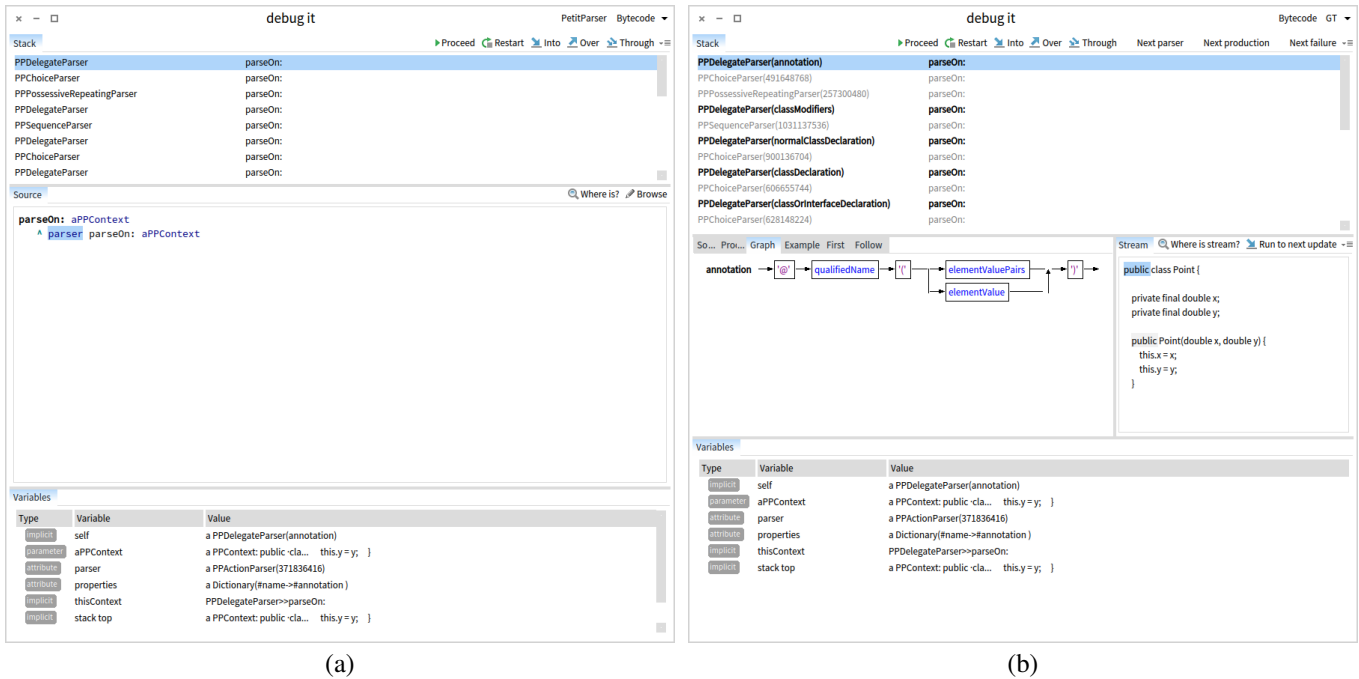 debug it
PetitParser Bytecode
Stack
Proceed Restart Into Over Through
PPDelegateParser parseOn:
PPChoiceParser parseOn:
PPPossessiveRepeatingParser parseOn:
PPDelegateParser parseOn:
PPSequenceParser parseOn:
PPDelegateParser parseOn:
PPChoiceParser parseOn:
PPDelegateParser parseOn:
Source
Where is? Browse
parseOn: aPPContext
^ parser parseOn: aPPContext
Variables
Type Variable Value
implicit self a PPDelegateParser(annotation)
parameter aPPContext a PPContext: public ·cla... this.y = y; }
attribute parser a PPActionParser(371836416)
attribute properties a Dictionary(#name->#annotation )
implicit thisContext PPDelegateParser>>parseOn:
implicit stack top a PPContext: public ·cla... this.y = y; }
(a)
debug it
Bytecode GT
Stack
Proceed Restart Into Over Through Next parser Next production Next failure
PPDelegateParser(annotation) parseOn:
PPChoiceParser(491648768) parseOn:
PPPossessiveRepeatingParser(257300480) parseOn:
PPDelegateParser(classModifiers) parseOn:
PPSequenceParser(1031137536) parseOn:
PPDelegateParser(normalClassDeclaration) parseOn:
PPChoiceParser(900136704) parseOn:
PPDelegateParser(classDeclaration) parseOn:
PPChoiceParser(606655744) parseOn:
PPDelegateParser(classOrInterfaceDeclaration) parseOn:
PPChoiceParser(628148224) parseOn:
So... Pro... Graph Example First Follow
annotation '@' qualifiedName '(' elementValuePairs ')'
elementValue
Stream Where is stream? Run to next update
public class Point {
private final double x;
private final double y;
public Point(double x, double y) {
this.x = x;
this.y = y;
}
Variables
Type Variable Value
implicit self a PPDelegateParser(annotation)
parameter aPPContext a PPContext: public ·cla... this.y = y; }
attribute parser a PPActionParser(371836416)
attribute properties a Dictionary(#name->#annotation )
implicit thisContext PPDelegateParser>>parseOn:
implicit stack top a PPContext: public ·cla... this.y = y; }
(b)